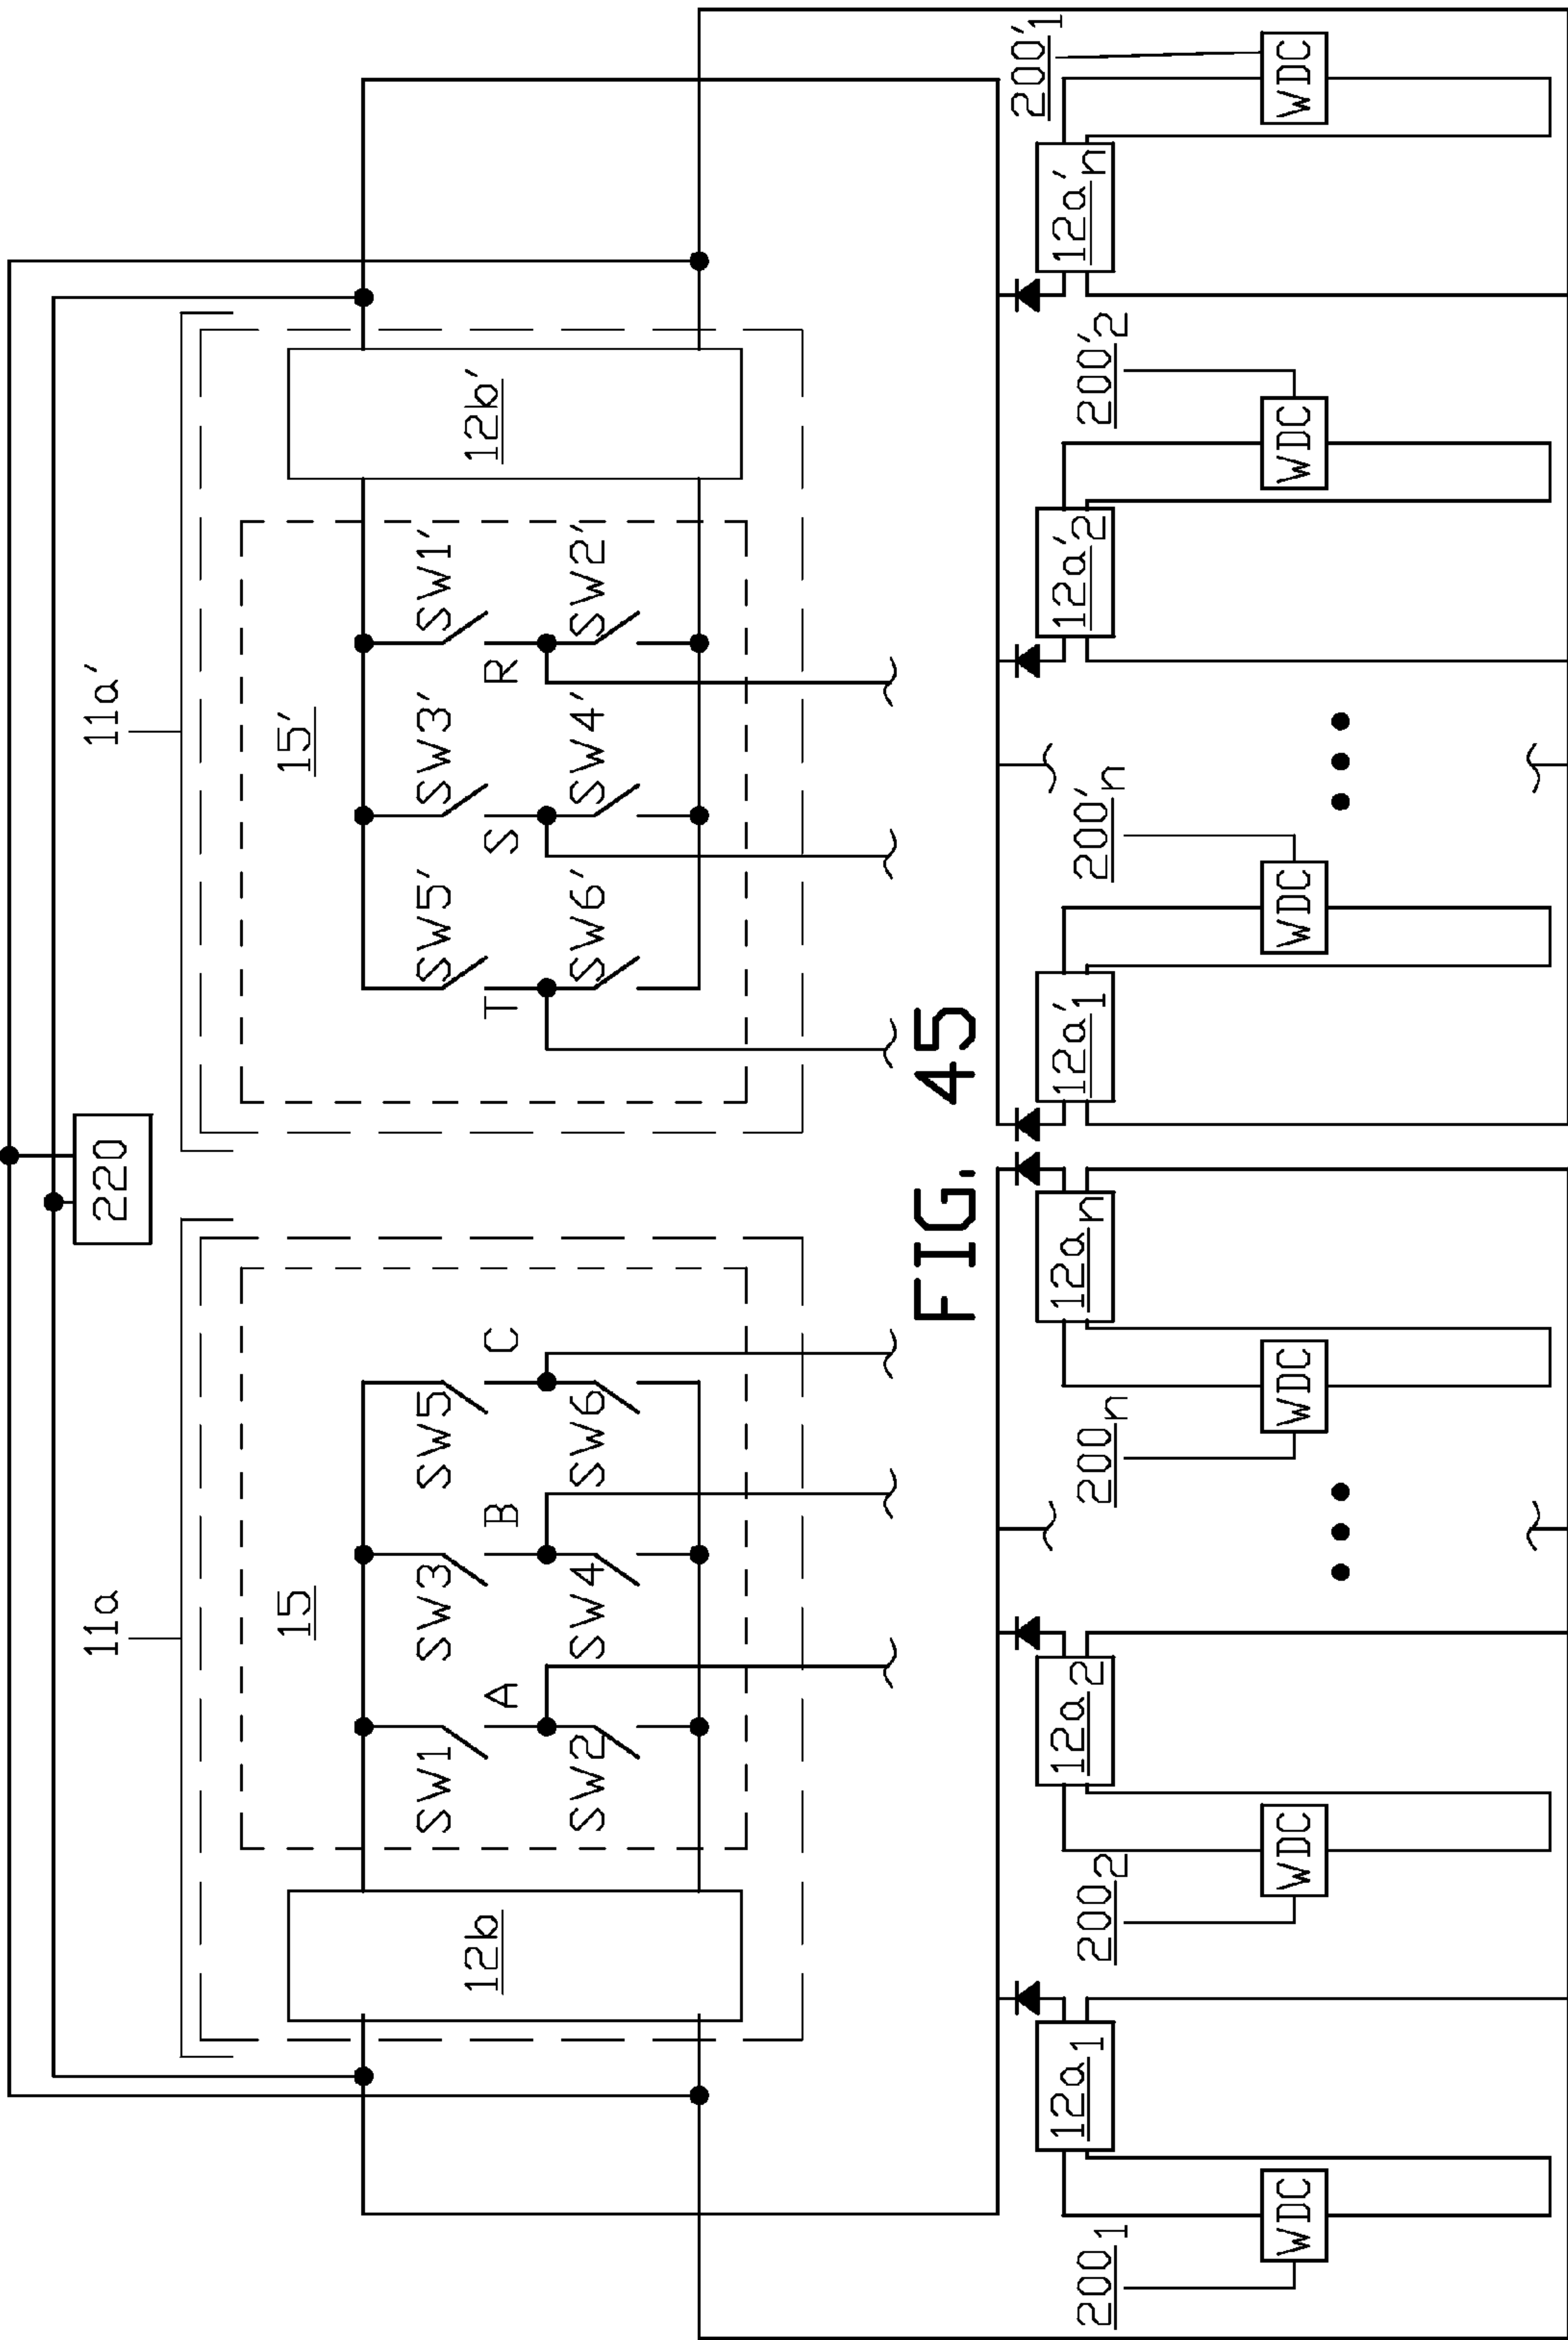 220
11a
11a'
15
15'
12b
SW1
SW3
SW5
SW5'
SW3'
SW1'
12b'
A
B
C
T
S
R
SW2
SW4
SW6
SW6'
SW4'
SW2'
FIG. 45
200'1
12a1
12a2
12an
12a'1
12a'2
12a'n
2001
2002
200n
200'n
200'2
WDC
WDC
WDC
WDC
WDC
WDC